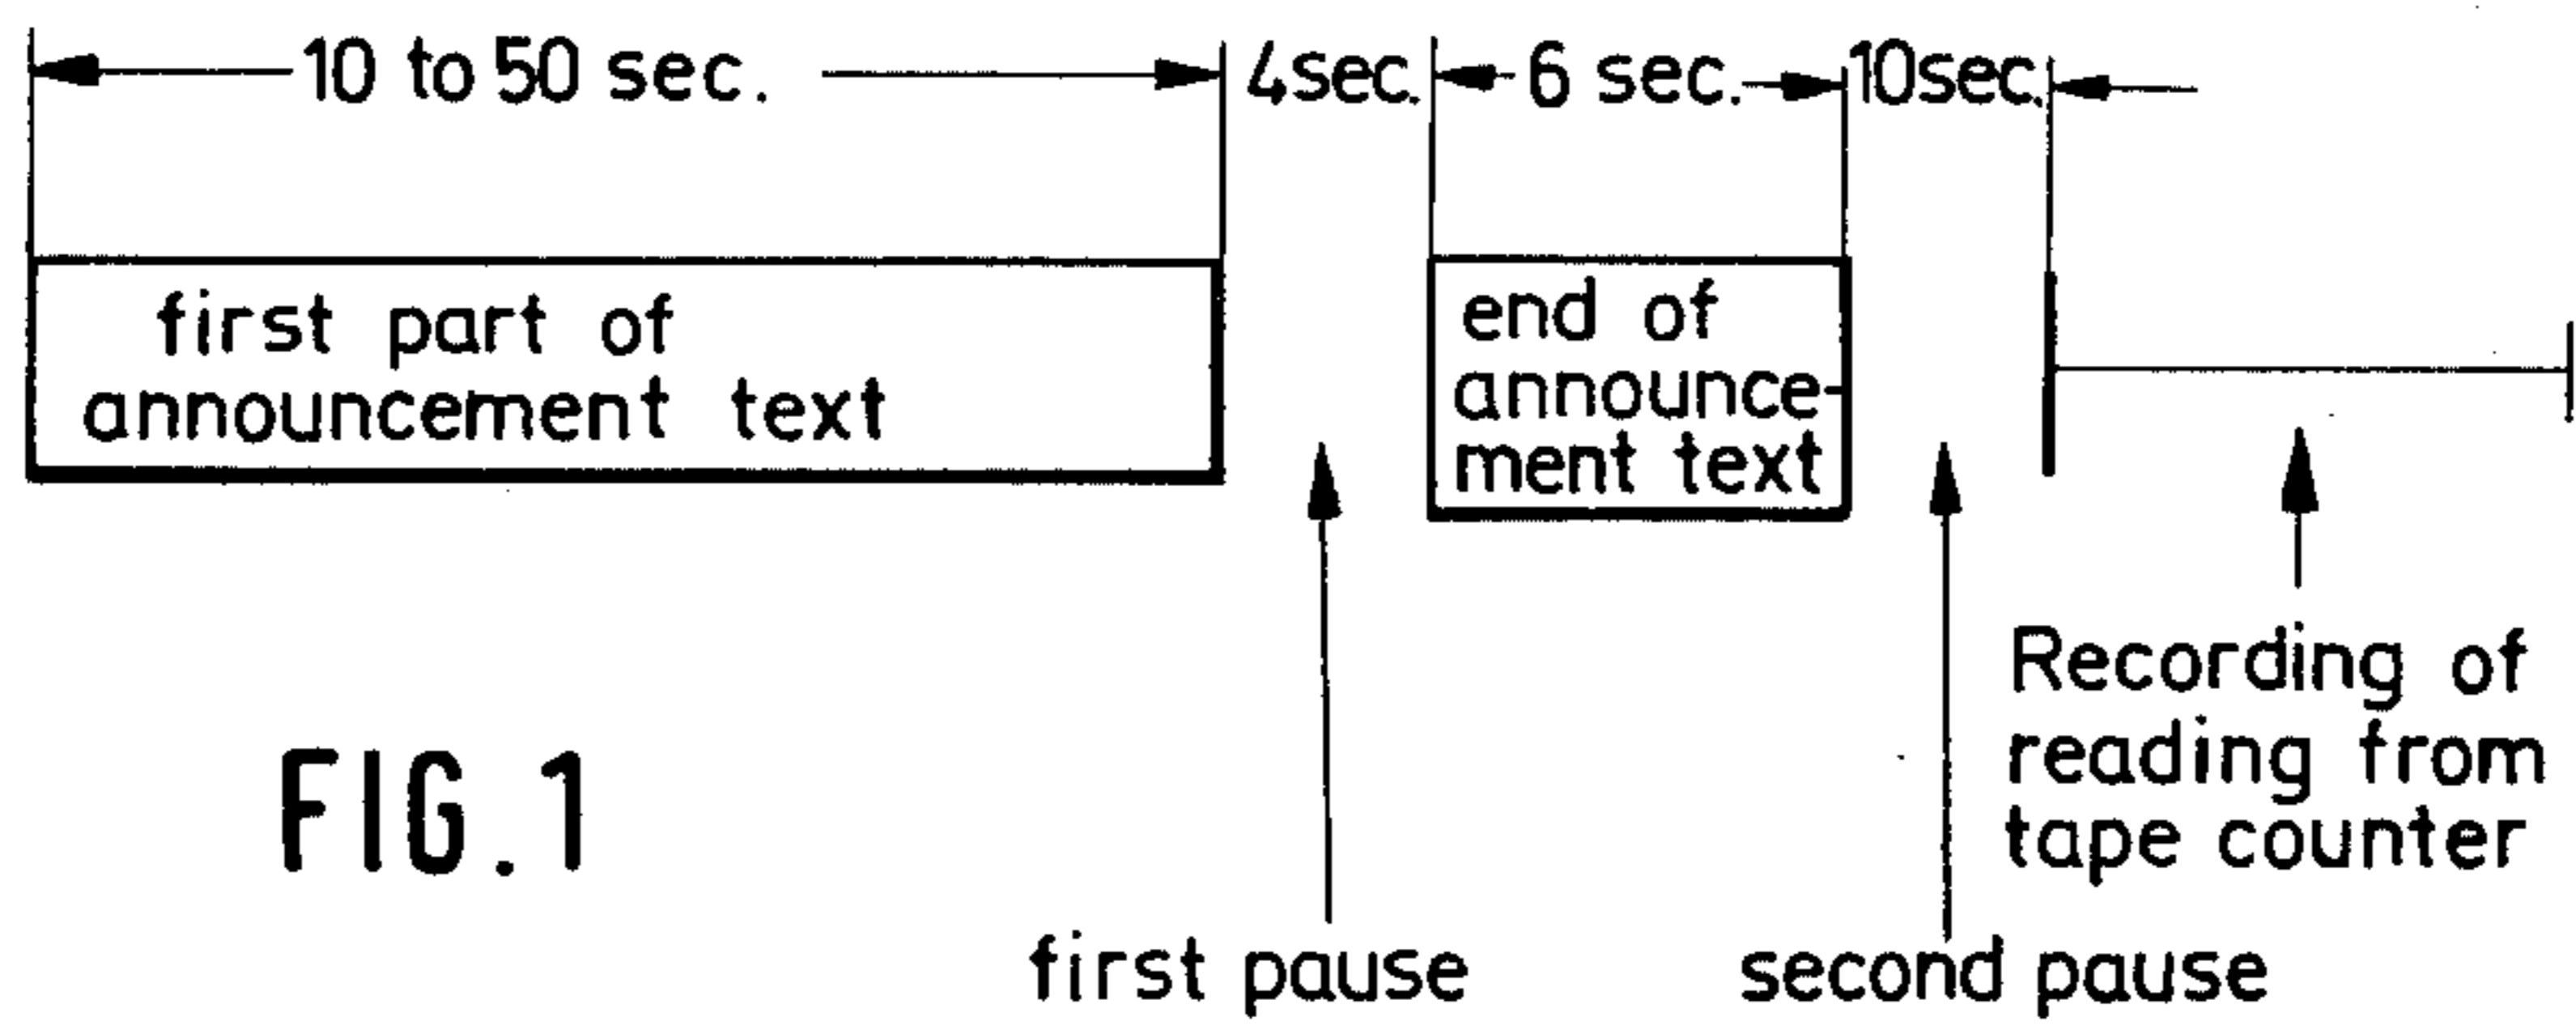 10 to 50 sec. 4sec. 6 sec. 10sec.
first part of
announcement text
end of
announce-
ment text
Recording of
reading from
tape counter
FIG.1
first pause
second pause